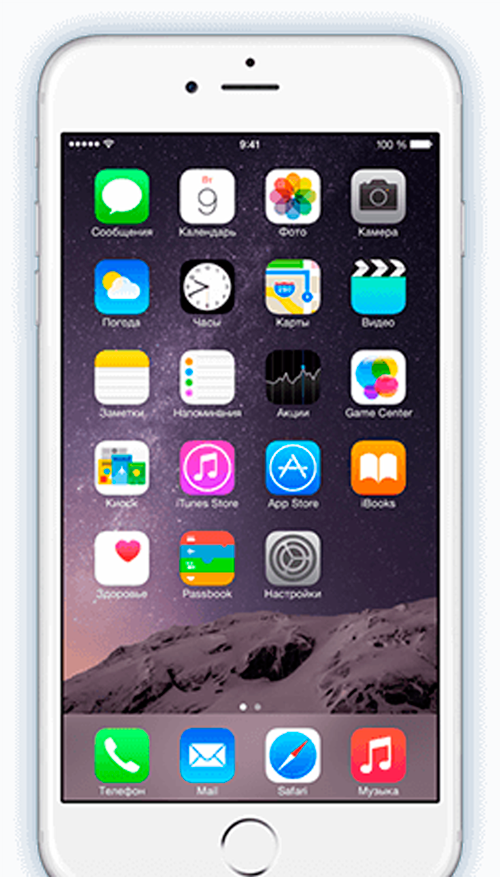 9:41 100 %
Вт
9
Сообщения Календарь Фото Камера
280
Погода Часы Карты Видео
Заметки Напоминания Акции Game Center
Киоск iTunes Store App Store iBooks
Здоровье Passbook Настройки
Телефон Mail Safari Музыка